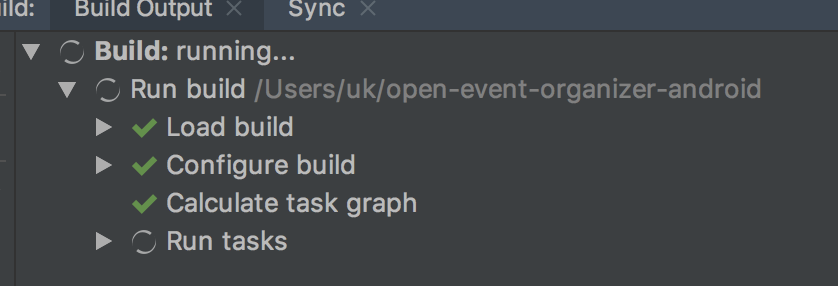 ild: Build Output Sync
Build: running...
Run build /Users/uk/open-event-organizer-android
Load build
Configure build
Calculate task graph
Run tasks